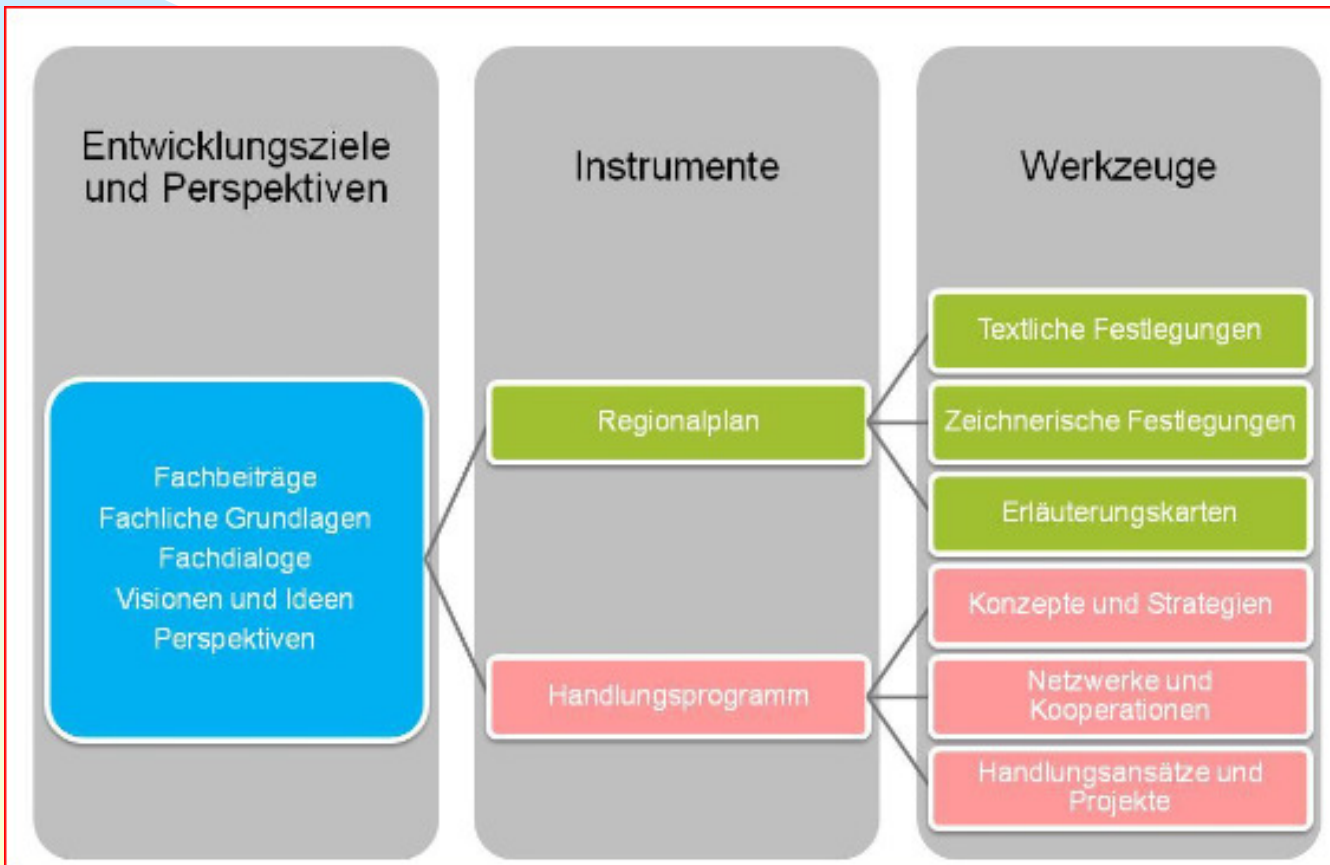 Entwicklungsziele
und Perspektiven
Fachbeiträge
Fachliche Grundlagen
Fachdialoge
Visionen und Ideen
Perspektiven
Instrumente
Regionalplan
Handlungsprogramm
Werkzeuge
Textliche Festlegungen
Zeichnerische Festlegungen
Erläuterungskarten
Konzepte und Strategien
Netzwerke und
Kooperationen
Handlungsansätze und
Projekte